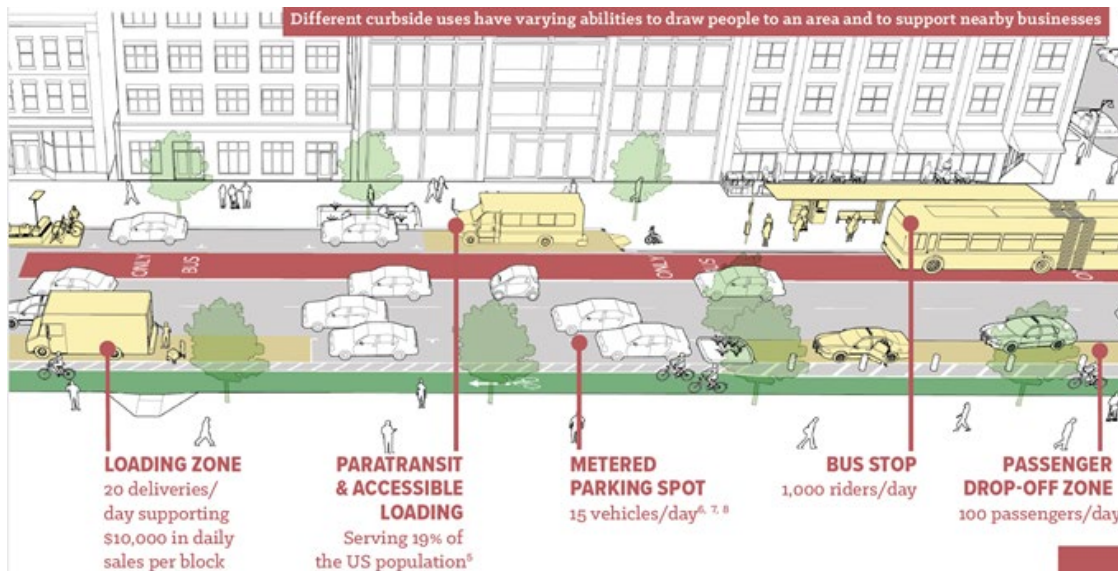 Different curbside uses have varying abilities to draw people to an area and to support nearby businesses
ONLY
BUS
ONLY
BUS
LOADING ZONE
20 deliveries/
day supporting
$10,000 in daily
sales per block
PARATRANSIT
& ACCESSIBLE
LOADING
Serving 19% of
the US population⁵
METERED
PARKING SPOT
15 vehicles/day⁶, ⁷, ⁸
BUS STOP
1,000 riders/day
PASSENGER
DROP-OFF ZONE
100 passengers/day